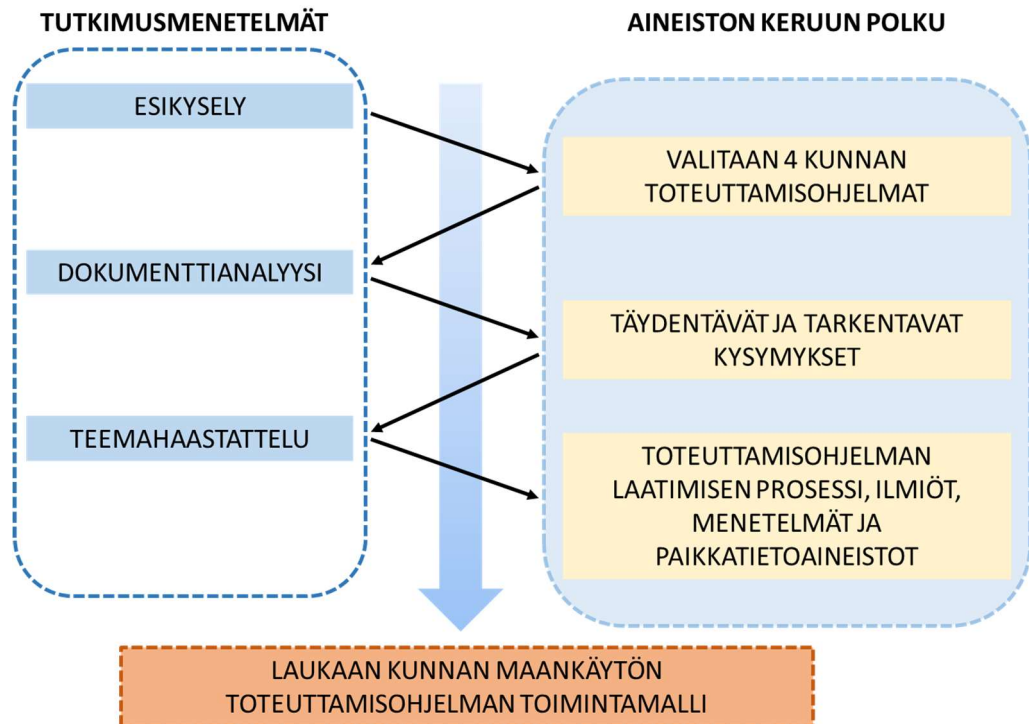 TUTKIMUSMENETELMÄT
AINEISTON KERUUN POLKU
ESIKYSELY
VALITAAN 4 KUNNAN
TOTEUTTAMISOHJELMAT
DOKUMENTTIANALYYSI
TÄYDENTÄVÄT JA TARKENTAVAT
KYSYMYKSET
TEEMAHAASTATTELU
TOTEUTTAMISOHJELMAN
LAATIMISEN PROSESSI, ILMIÖT,
MENETELMÄT JA
PAIKKATIETOAINEISTOT
LAUKAAN KUNNAN MAANKÄYTÖN
TOTEUTTAMISOHJELMAN TOIMINTAMALLI